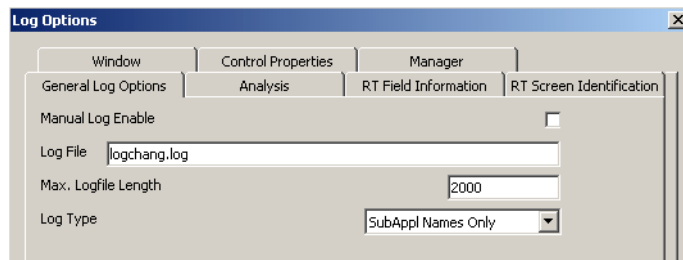 Log Options
Window Control Properties Manager
General Log Options Analysis RT Field Information RT Screen Identification
Manual Log Enable
Log File logchang.log
Max. Logfile Length 2000
Log Type SubAppl Names Only